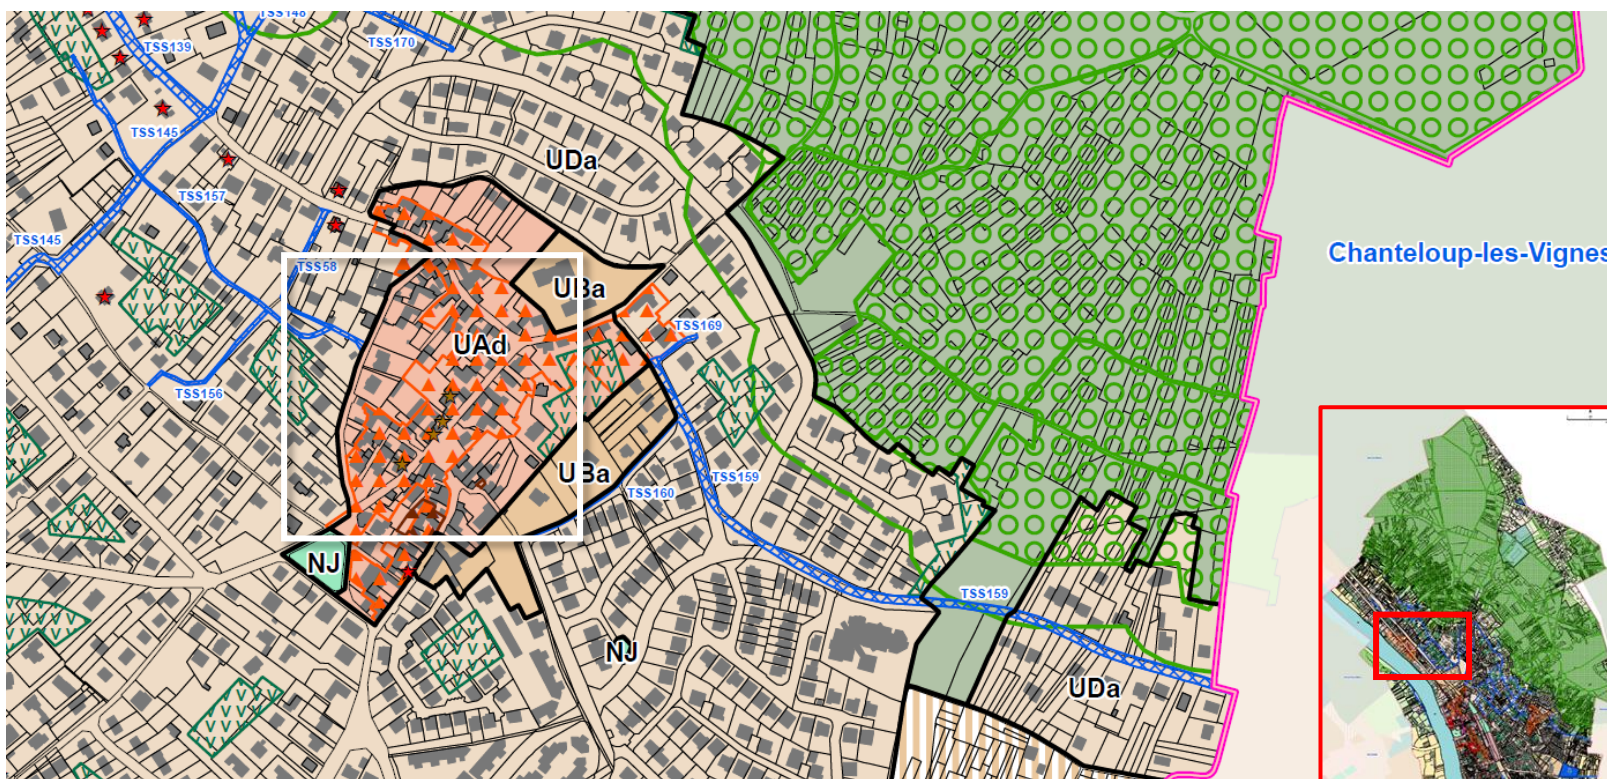 TSS148
TSS139
TSS170
TSS145
UDa
TSS157
TSS145
Chanteloup-les-Vignes
TSS58
UBa
TSS169
UAd
TSS156
UBa
TSS159
TSS160
NJ
TSS159
NJ
UDa